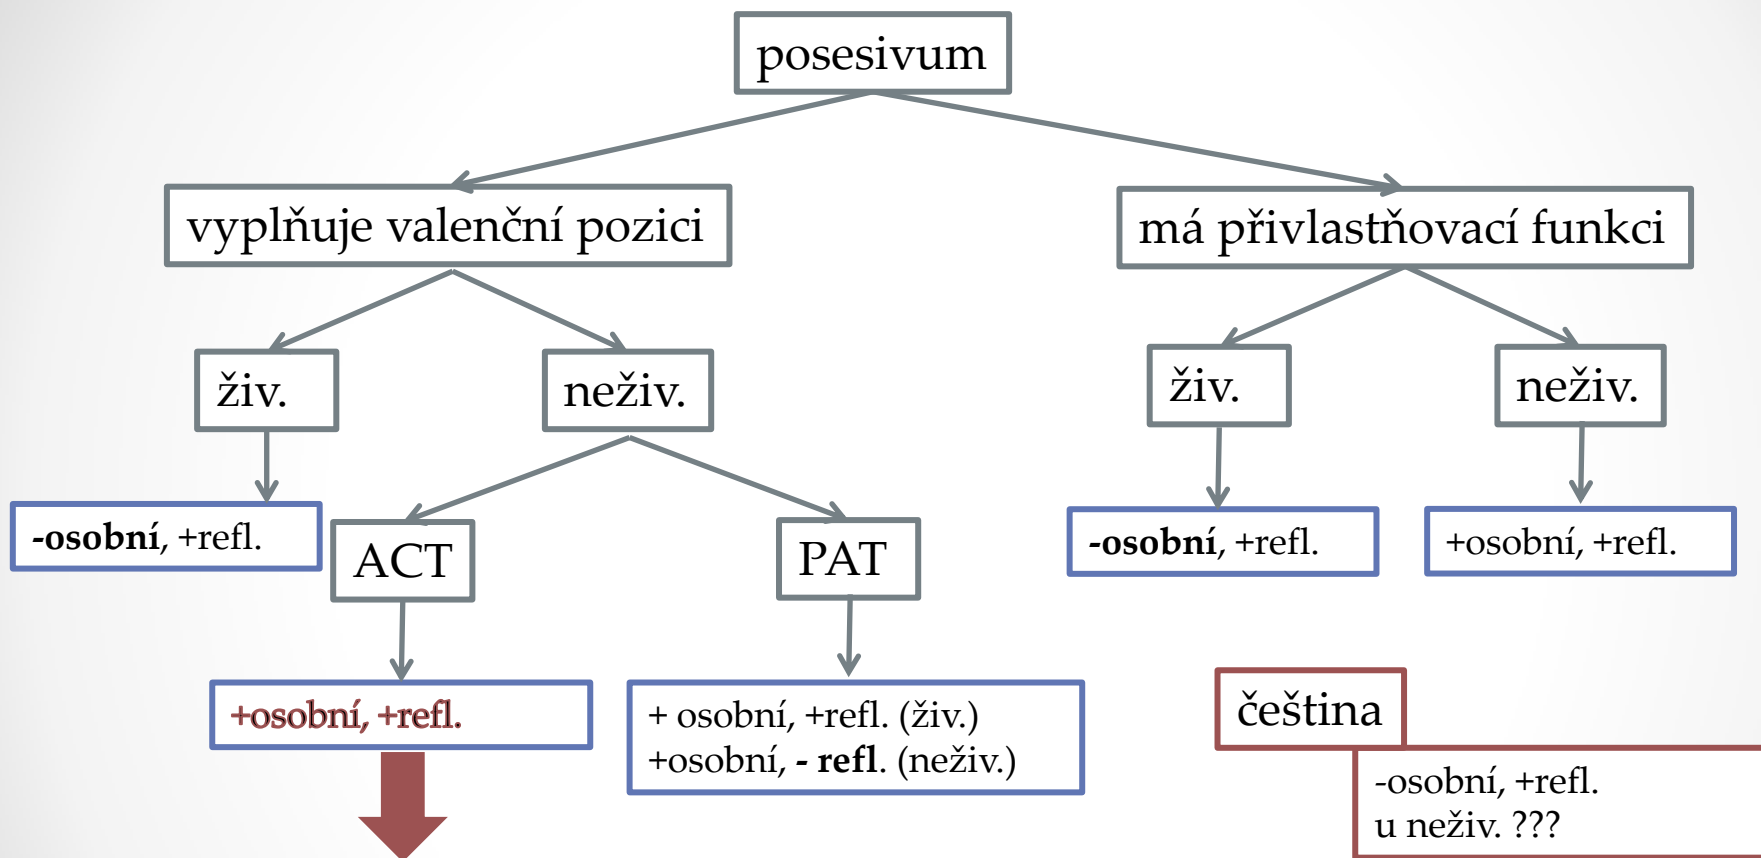 posesivum
vyplňuje valenční pozici
má přivlastňovací funkci
živ.
neživ.
živ.
neživ.
-osobní, +refl.
ACT
PAT
-osobní, +refl.
+osobní, +refl.
+osobní, +refl.
+ osobní, +refl. (živ.)
+osobní, - refl. (neživ.)
čeština
-osobní, +refl.
u neživ. ???